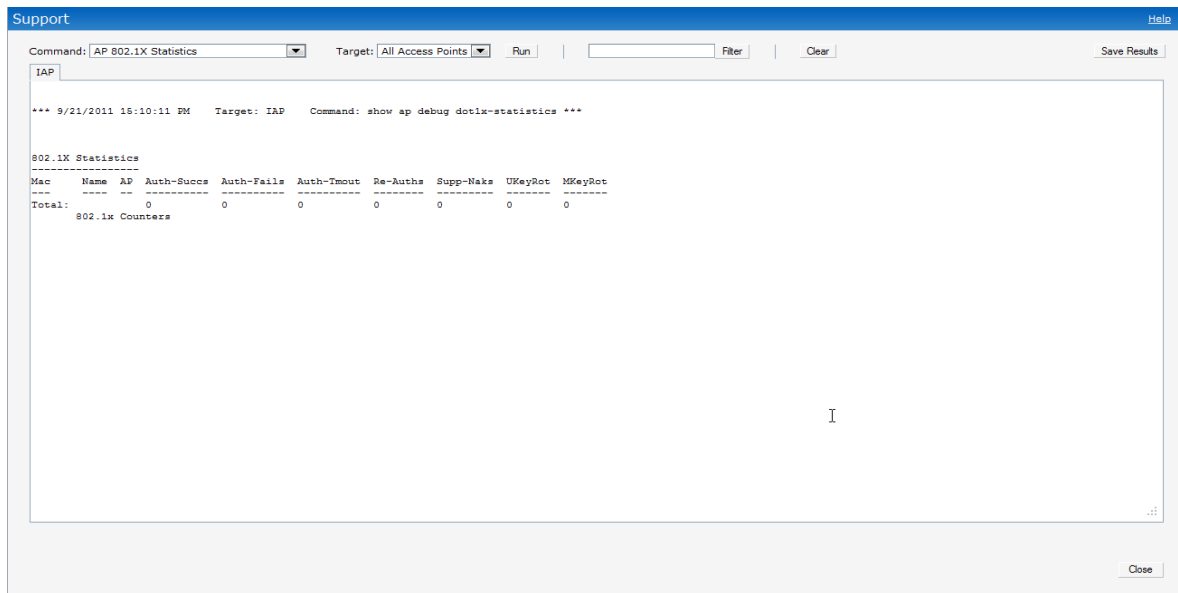 Support Help
Command: AP 802.1X Statistics Target: All Access Points Run Filter Clear Save Results
IAP
*** 9/21/2011 15:10:11 PM Target: IAP Command: show ap debug dot1x-statistics ***
802.1X Statistics
-----------------
Mac Name AP Auth-Succs Auth-Fails Auth-Tmout Re-Auths Supp-Naks UKeyRot MKeyRot
--- ---- -- ---------- ---------- ---------- -------- --------- ------- -------
Total: 0 0 0 0 0 0 0
802.1x Counters
Close